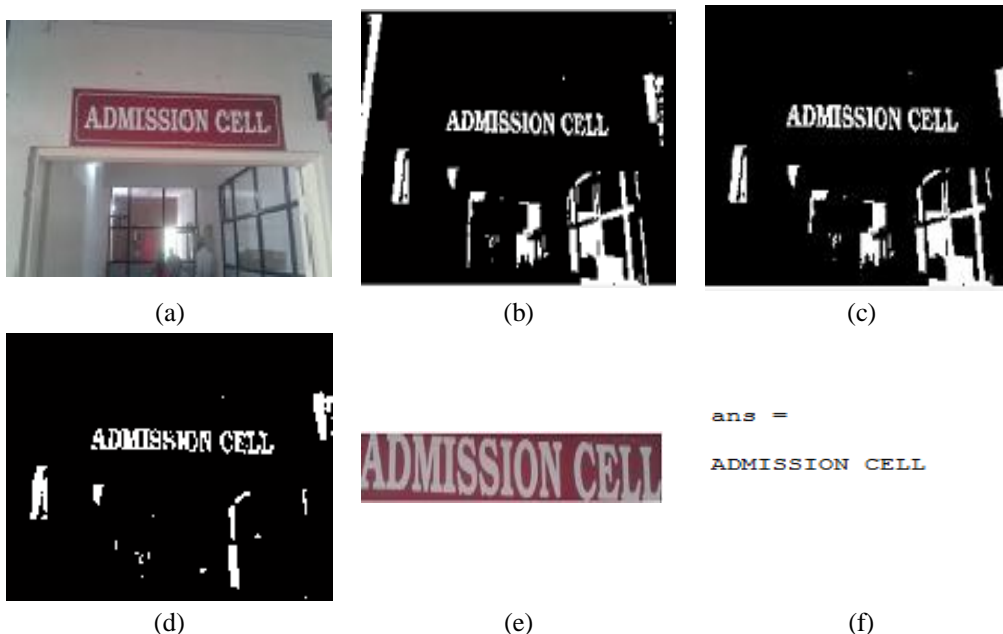 ADMISSION CELL
ADMISSION CELL
ADMISSION CELL
(a)
(b)
(c)
ADMISSION CELL
ADMISSION CELL
ans =
ADMISSION CELL
(d)
(e)
(f)